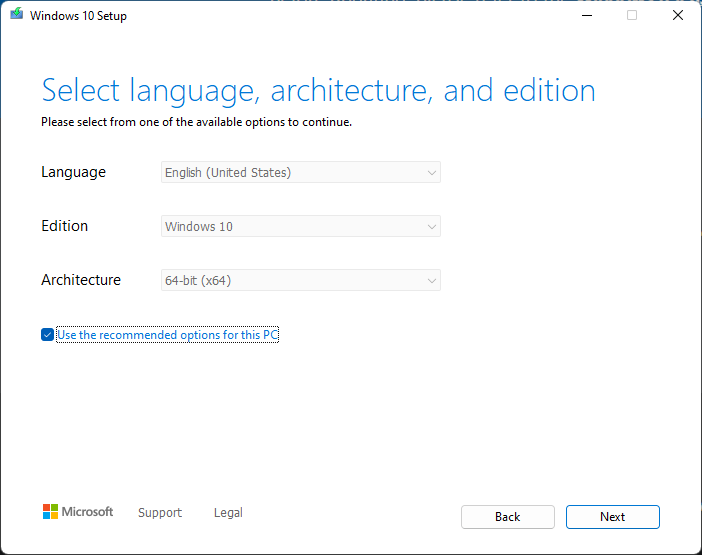 Windows 10 Setup
Select language, architecture, and edition
Please select from one of the available options to continue.
Language English (United States)
Edition Windows 10
Architecture 64-bit (x64)
Use the recommended options for this PC
Microsoft Support Legal Back Next